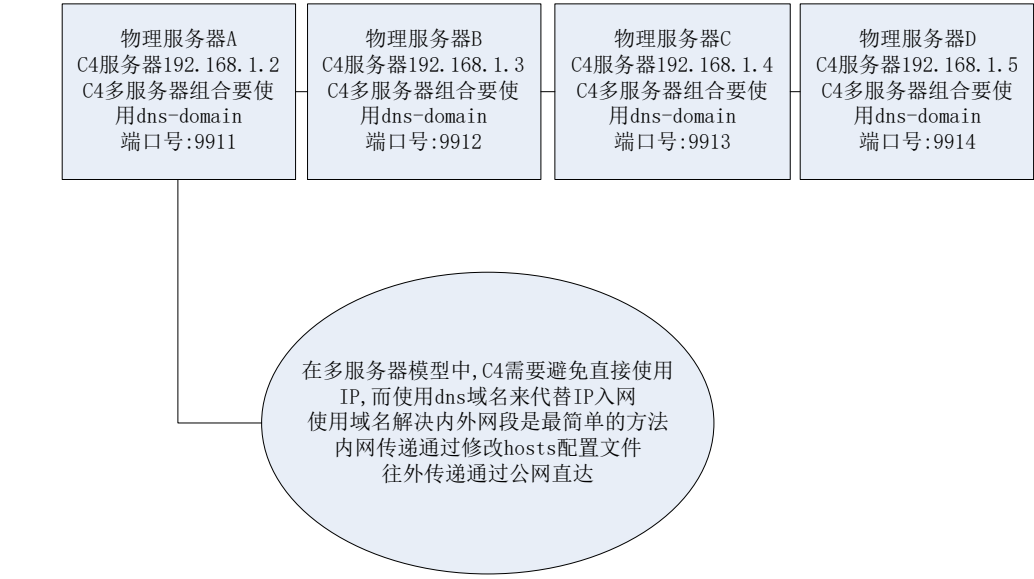 物理服务器A
C4服务器192.168.1.2
C4多服务器组合要使
用dns-domain
端口号:9911
物理服务器B
C4服务器192.168.1.3
C4多服务器组合要使
用dns-domain
端口号:9912
物理服务器C
C4服务器192.168.1.4
C4多服务器组合要使
用dns-domain
端口号:9913
物理服务器D
C4服务器192.168.1.5
C4多服务器组合要使
用dns-domain
端口号:9914
在多服务器模型中,C4需要避免直接使用
IP,而使用dns域名来代替IP入网
使用域名解决内外网段是最简单的方法
内网传递通过修改hosts配置文件
往外传递通过公网直达